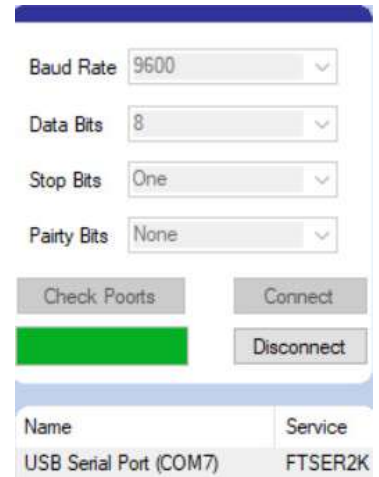 Baud Rate 9600
Data Bits 8
Stop Bits One
Pairty Bits None
Check Poorts Connect
Disconnect
Name Service
USB Serial Port (COM7) FTSER2K